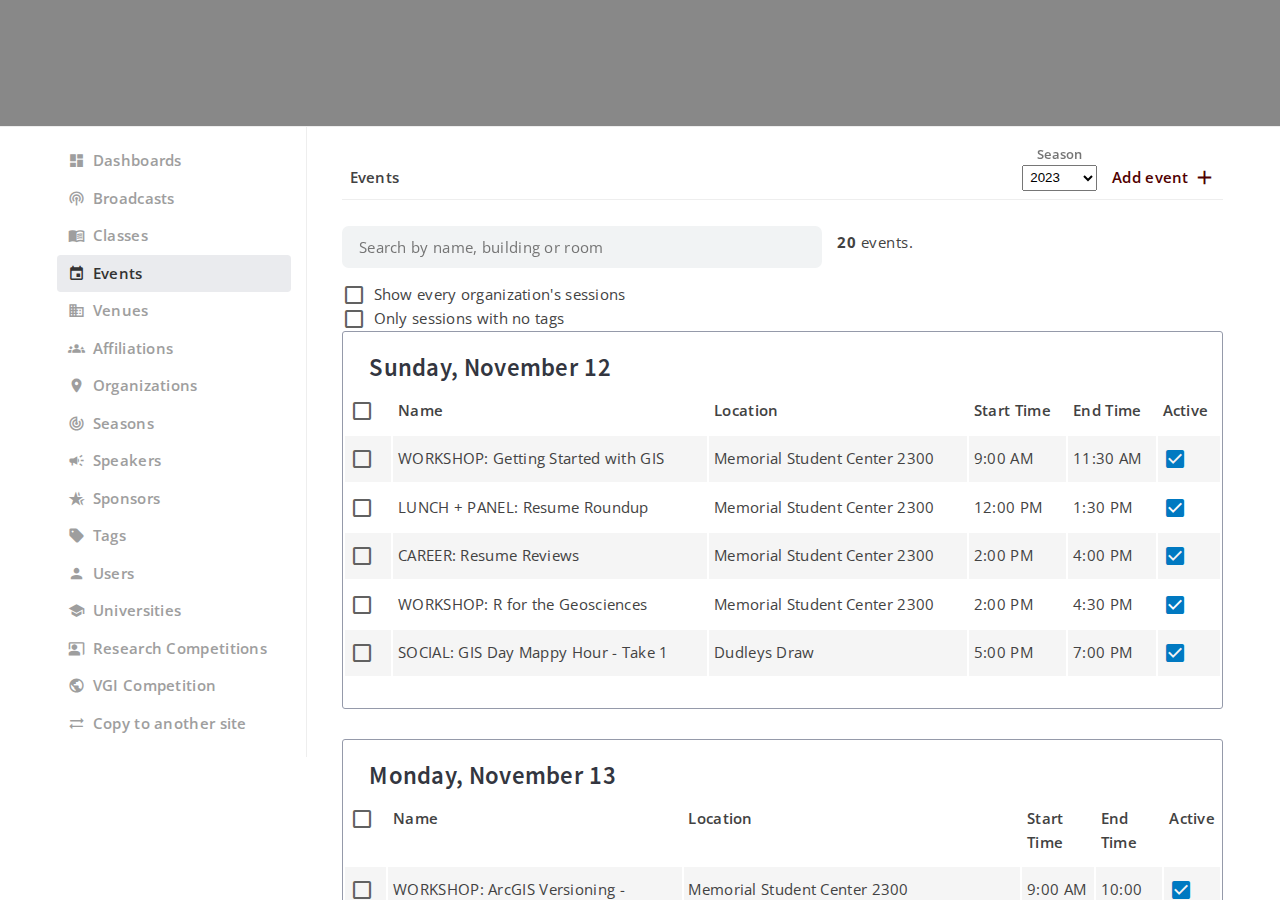 Dashboards
Broadcasts
Classes
Events
Venues
Affiliations
Organizations
Seasons
Speakers
Sponsors
Tags
Users
Universities
Research Competitions
VGI Competition
Copy to another site
Events
Season
2023
Add event
Search by name, building or room
20 events.
Show every organization's sessions
Only sessions with no tags
Sunday, November 12
Name Location Start Time End Time Active
WORKSHOP: Getting Started with GIS Memorial Student Center 2300 9:00 AM 11:30 AM
LUNCH + PANEL: Resume Roundup Memorial Student Center 2300 12:00 PM 1:30 PM
CAREER: Resume Reviews Memorial Student Center 2300 2:00 PM 4:00 PM
WORKSHOP: R for the Geosciences Memorial Student Center 2300 2:00 PM 4:30 PM
SOCIAL: GIS Day Mappy Hour - Take 1 Dudleys Draw 5:00 PM 7:00 PM
Monday, November 13
Name Location Start Time End Time Active
WORKSHOP: ArcGIS Versioning - Memorial Student Center 2300 9:00 AM 10:00